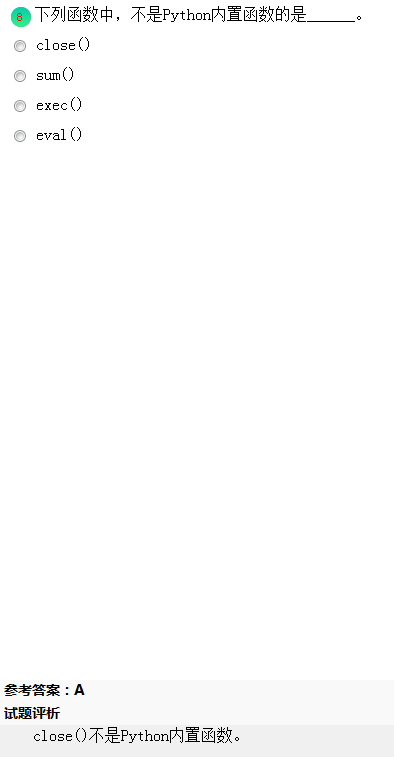 8 下列函数中，不是Python内置函数的是______。
close()
sum()
exec()
eval()
参考答案：A
试题评析
close()不是Python内置函数。